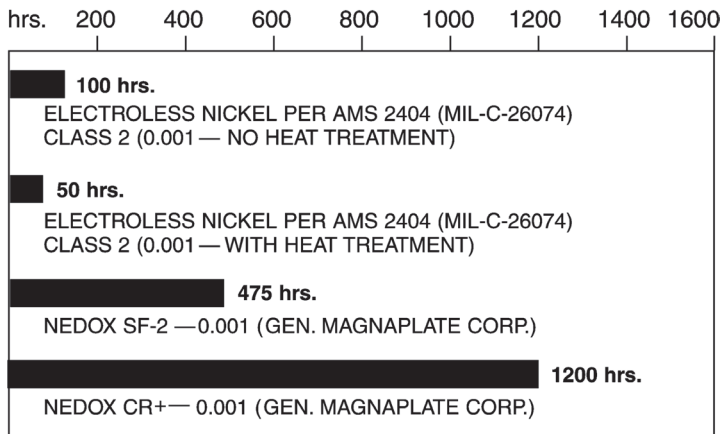 hrs. 200 400 600 800 1000 1200 1400 1600
100 hrs.
ELECTROLESS NICKEL PER AMS 2404 (MIL-C-26074)
CLASS 2 (0.001 — NO HEAT TREATMENT)
50 hrs.
ELECTROLESS NICKEL PER AMS 2404 (MIL-C-26074)
CLASS 2 (0.001 — WITH HEAT TREATMENT)
475 hrs.
NEDOX SF-2 — 0.001 (GEN. MAGNAPLATE CORP.)
1200 hrs.
NEDOX CR+— 0.001 (GEN. MAGNAPLATE CORP.)